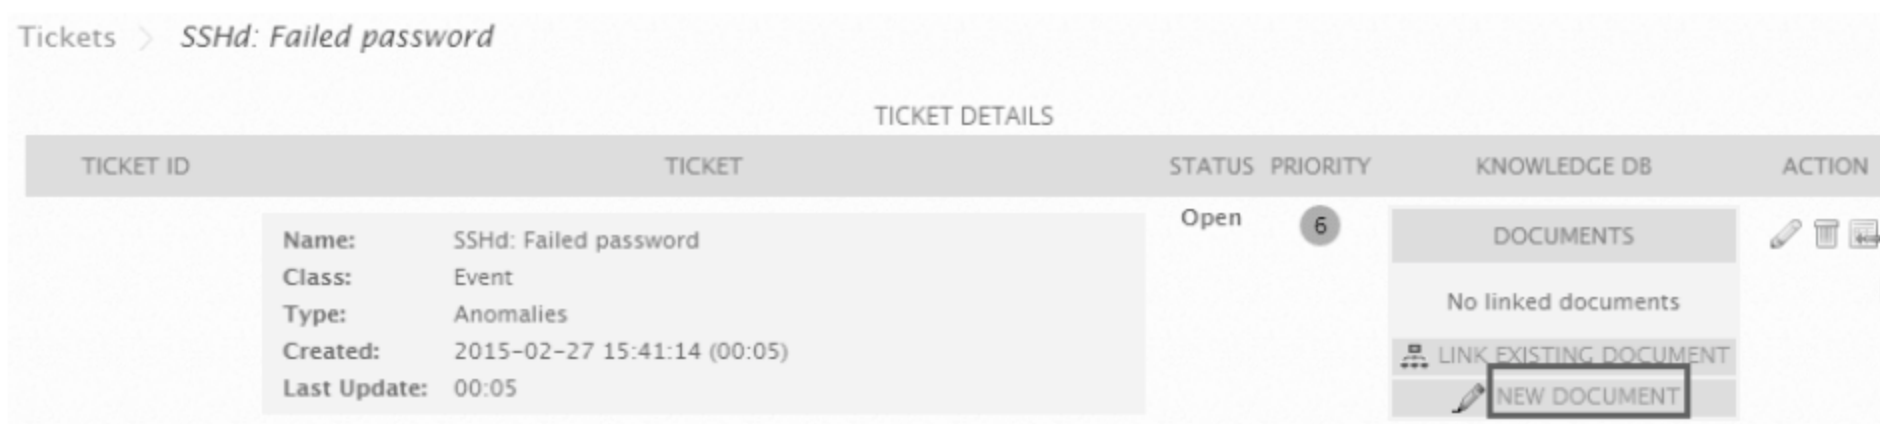 Tickets > SSHd: Failed password
TICKET DETAILS
TICKET ID TICKET STATUS PRIORITY KNOWLEDGE DB ACTION
Name: SSHd: Failed password
Class: Event
Type: Anomalies
Created: 2015-02-27 15:41:14 (00:05)
Last Update: 00:05
Open
6
DOCUMENTS
No linked documents
LINK EXISTING DOCUMENT
NEW DOCUMENT